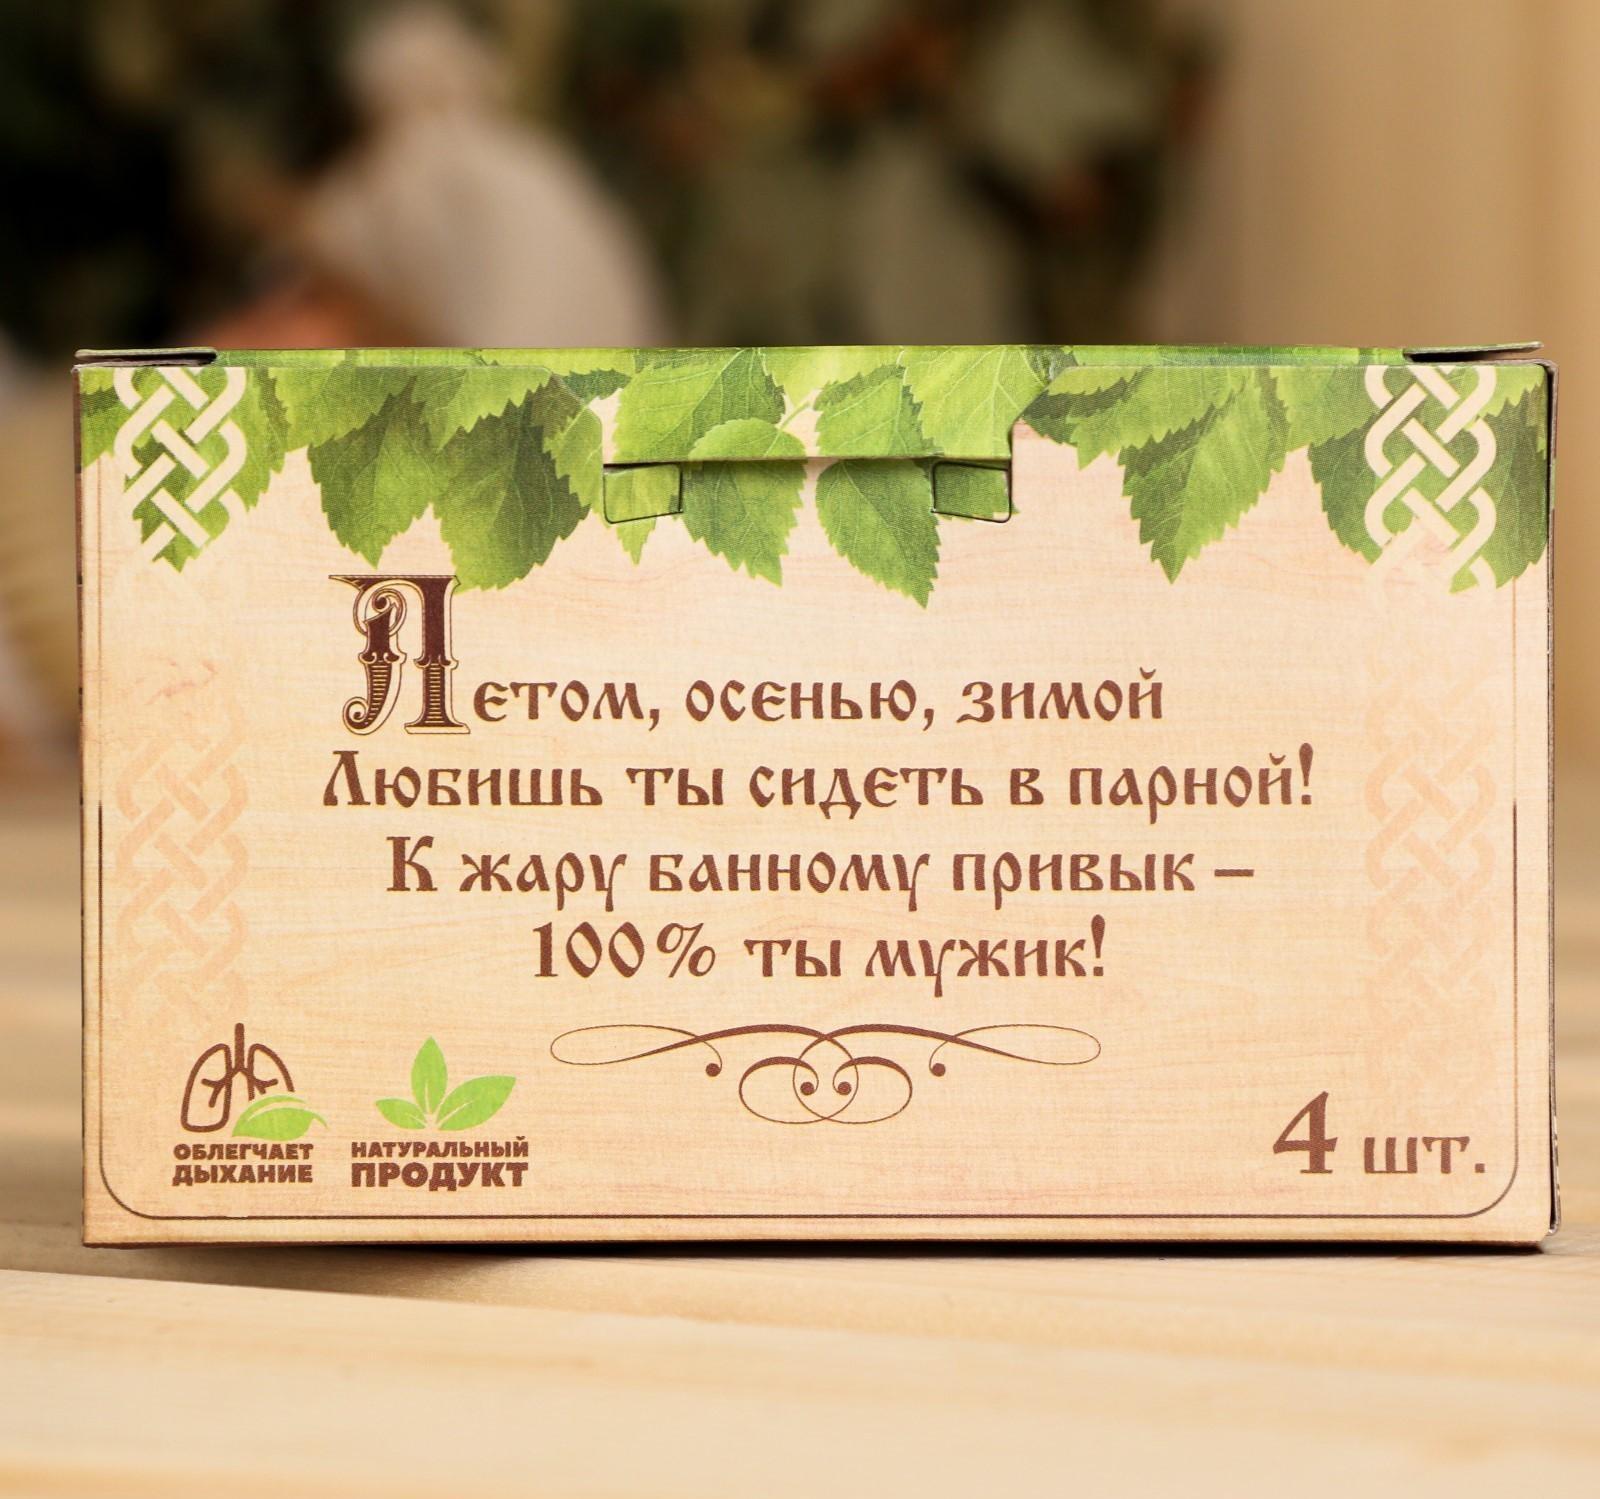 Летом, осенью, зимой
Любишь ты сидеть в парной!
К жару банному привык –
100% ты мужик!
ОБЛЕГЧАЕТ
ДЫХАНИЕ
НАТУРАЛЬНЫЙ
ПРОДУКТ
4 шт.